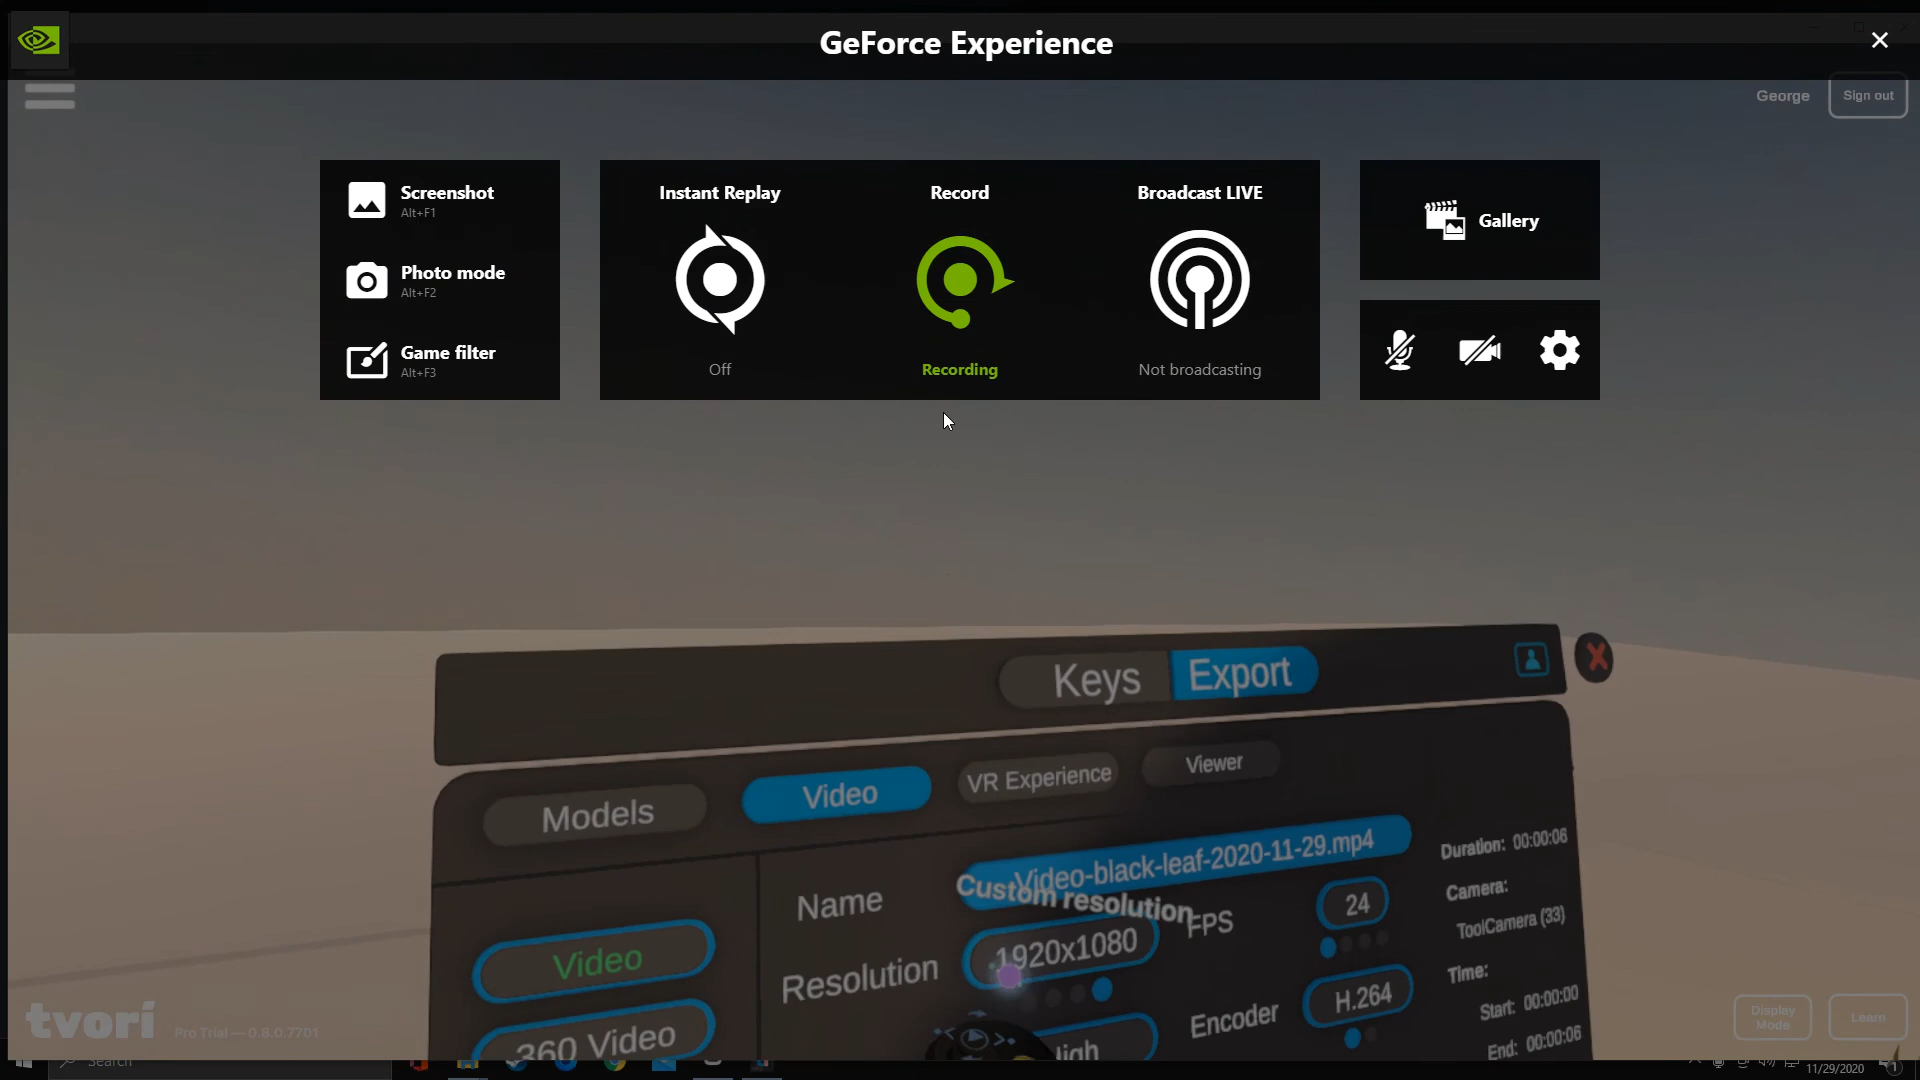 GeForce Experience
George
Sign out
Screenshot
Alt+F1
Photo mode
Alt+F2
Game filter
Alt+F3
Instant Replay
Off
Record
Recording
Broadcast LIVE
Not broadcasting
Gallery
Keys
Export
X
Models
Video
VR Experience
Viewer
Name
Video-black-leaf-2020-11-29.mp4
Custom resolution
Resolution
1920x1080
FPS
24
Encoder
H.264
Duration: 00:00:06
Camera:
ToolCamera (33)
Time:
Start: 00:00:00
End: 00:00:06
Video
360 Video
High
tvori
Pro Trial — 0.8.0.7701
Display
Mode
Learn
Search
11/29/2020
1